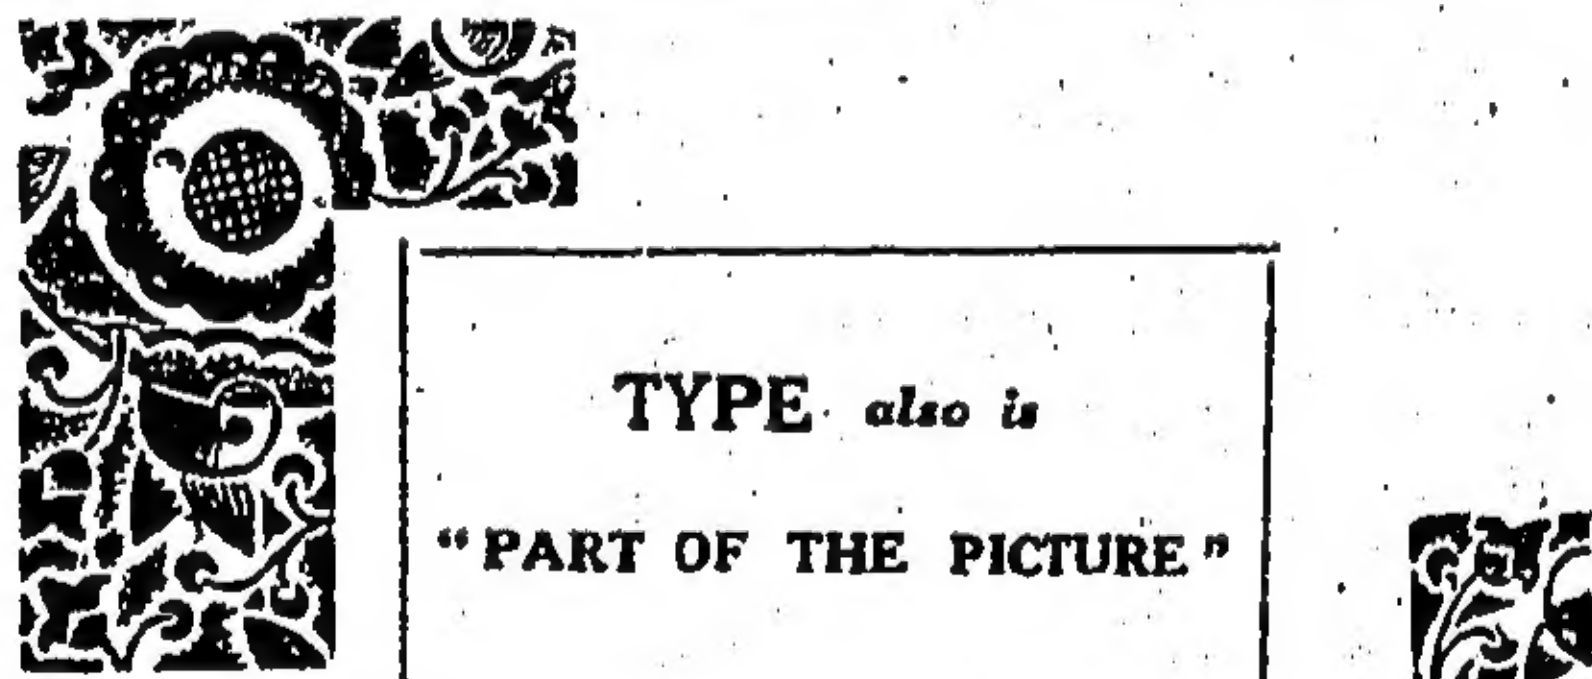 TYPE also is
"PART OF THE PICTURE"